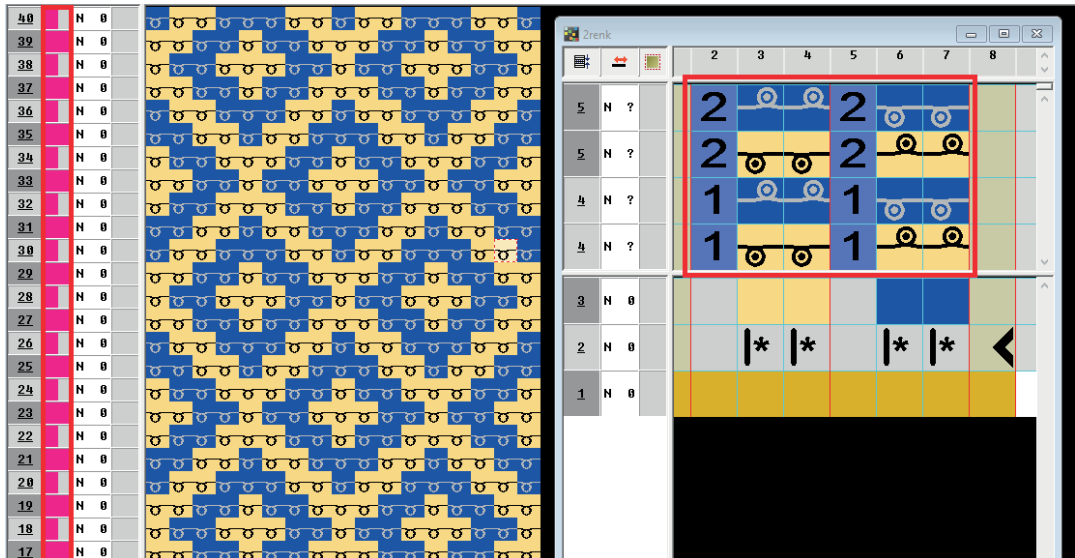 40 N 0
39 N 0
38 N 0
37 N 0
36 N 0
35 N 0
34 N 0
33 N 0
32 N 0
31 N 0
30 N 0
29 N 0
28 N 0
27 N 0
26 N 0
25 N 0
24 N 0
23 N 0
22 N 0
21 N 0
20 N 0
19 N 0
18 N 0
17 N 0
2renk
2 3 4 5 6 7 8
5 N ? 2 2
5 N ? 2 2
4 N ? 1 1
4 N ? 1 1
3 N 0
2 N 0 |* |* |* |* <
1 N 0